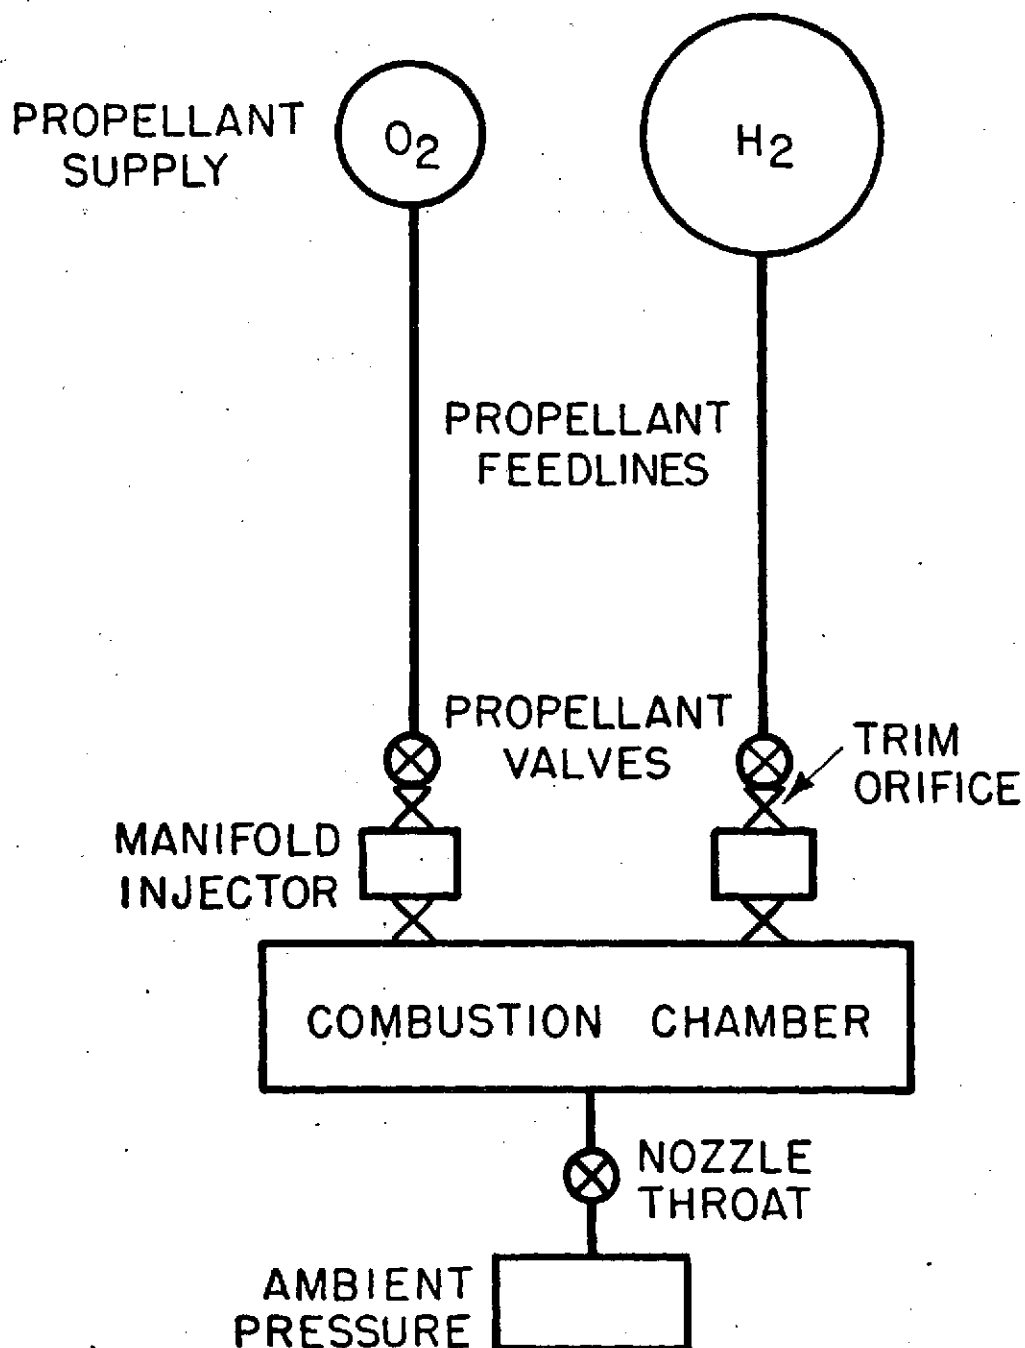 PROPELLANT
SUPPLY
O2
H2
PROPELLANT
FEEDLINES
PROPELLANT
VALVES
TRIM
ORIFICE
MANIFOLD
INJECTOR
COMBUSTION CHAMBER
NOZZLE
THROAT
AMBIENT
PRESSURE